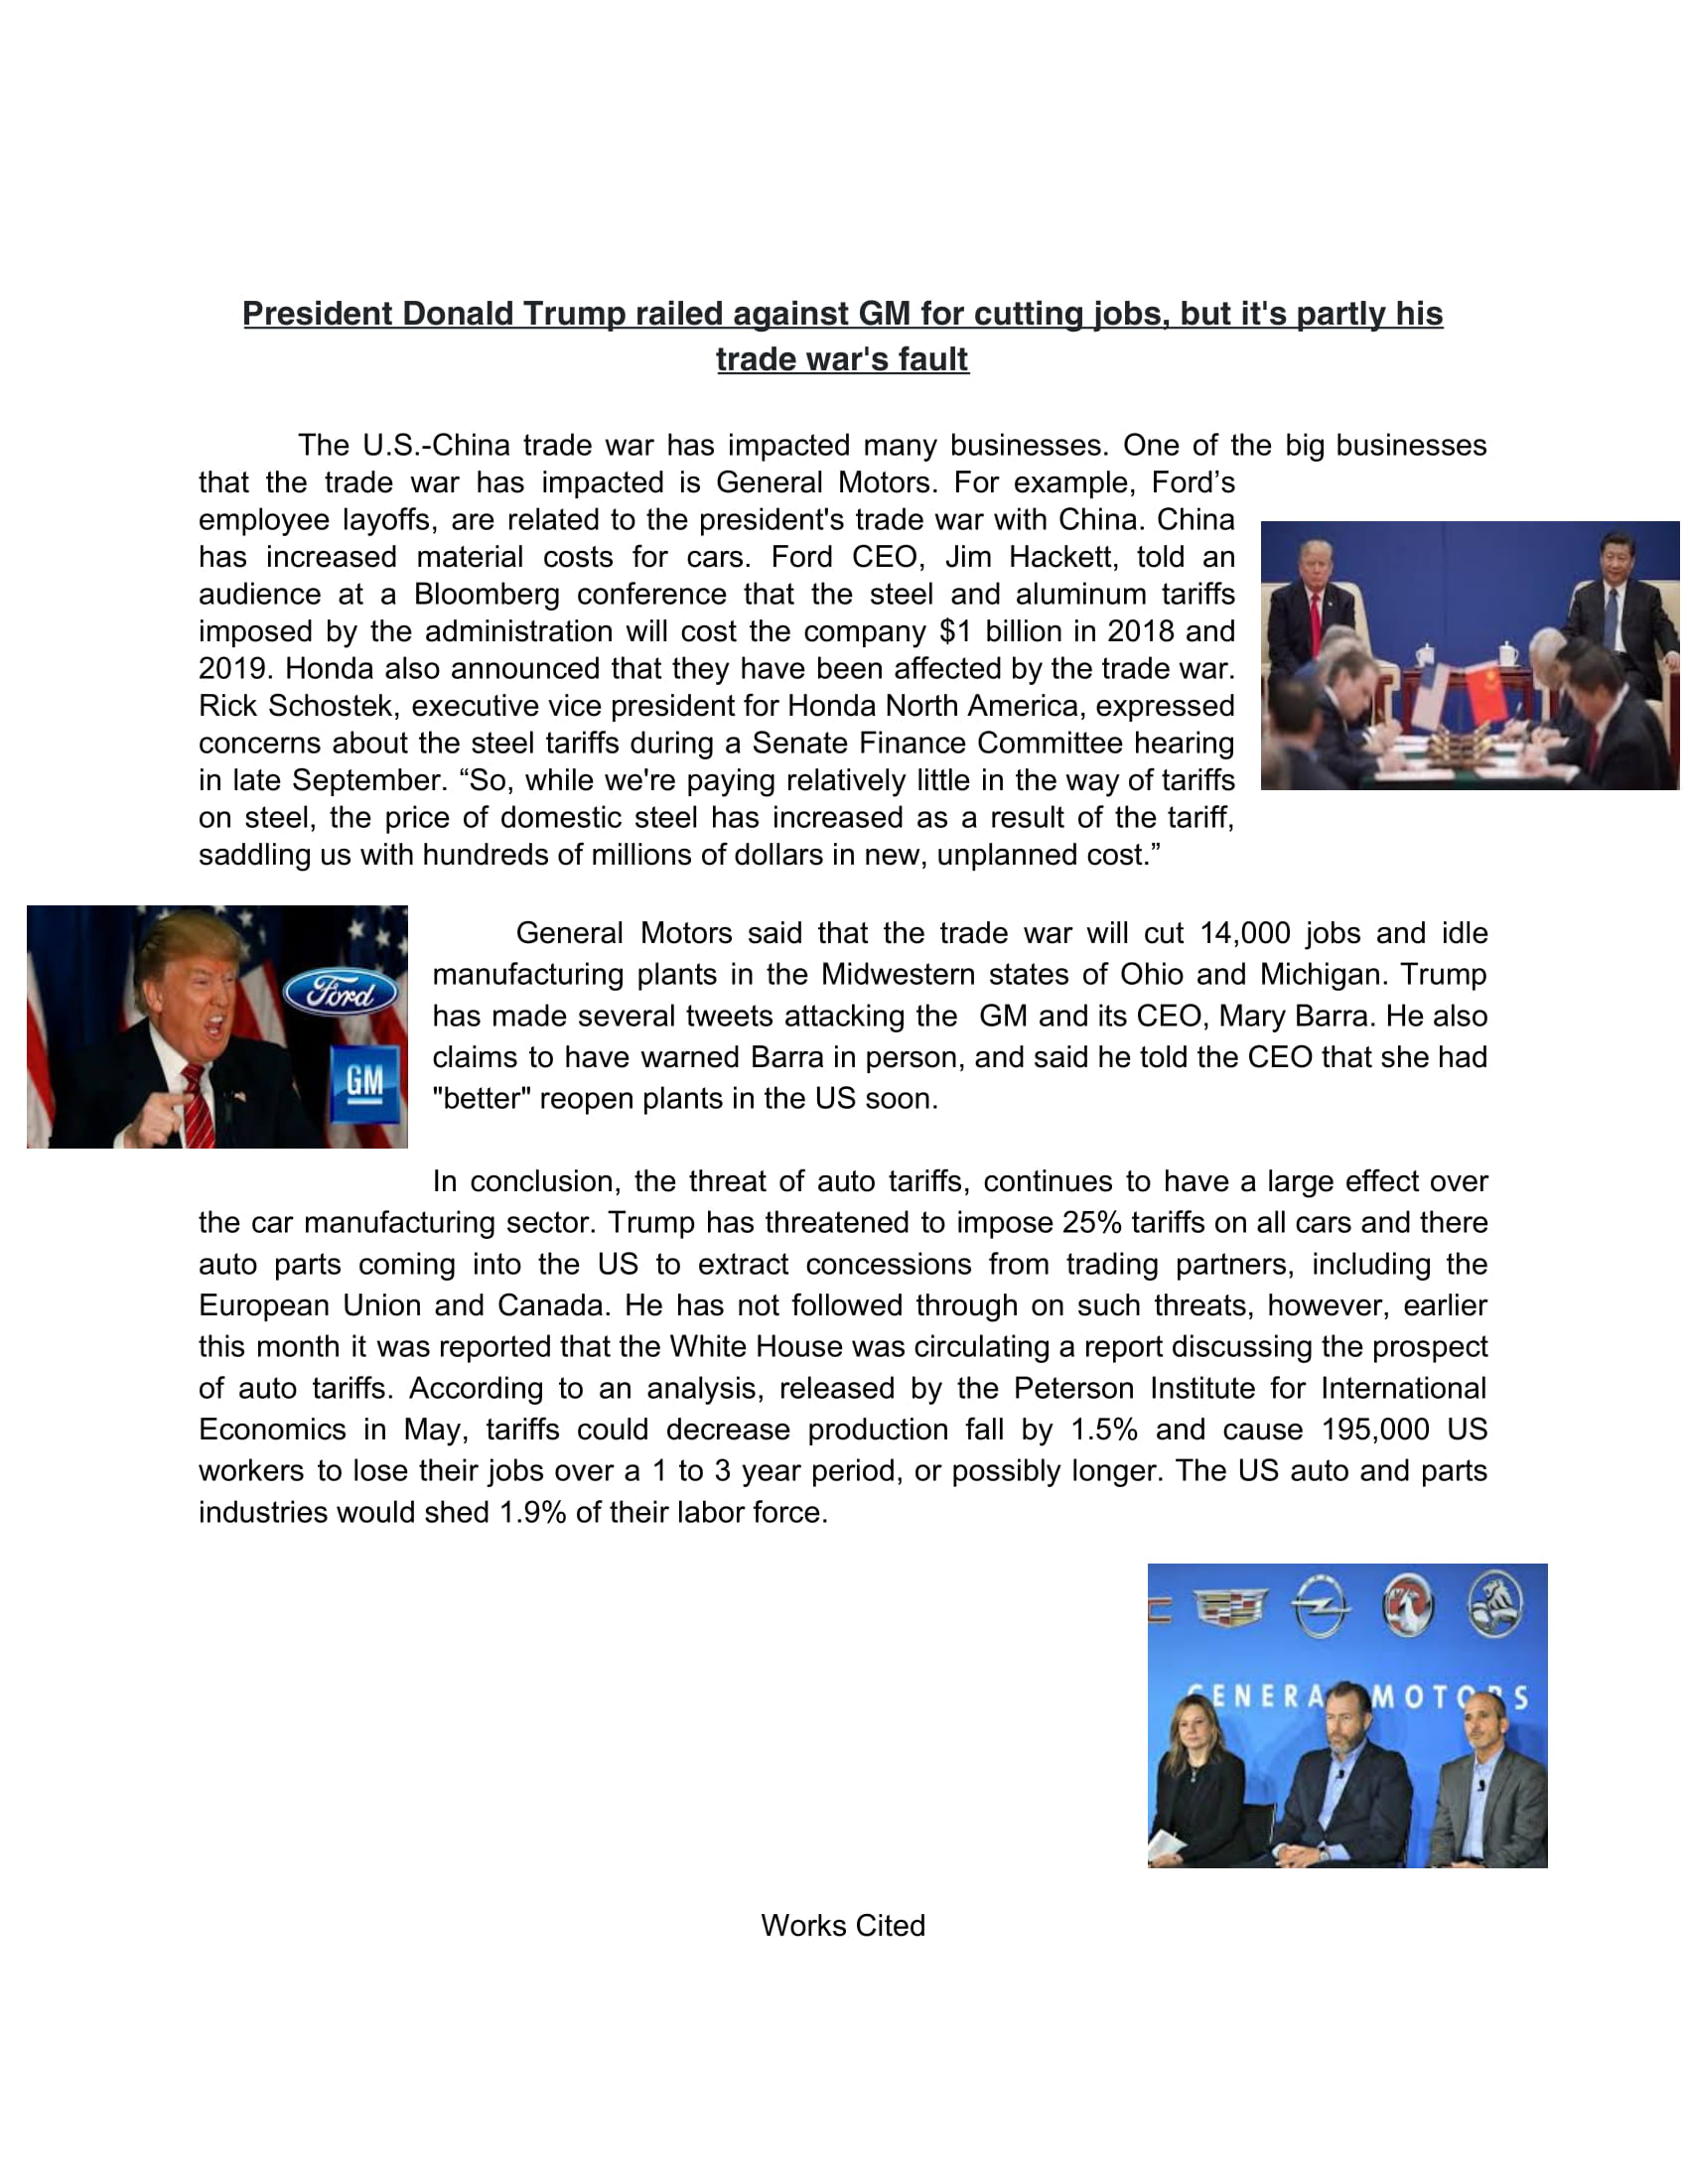 President Donald Trump railed against GM for cutting jobs, but it's partly his
trade war's fault
The U.S.-China trade war has impacted many businesses. One of the big businesses
that the trade war has impacted is General Motors. For example, Ford’s
employee layoffs, are related to the president's trade war with China. China
has increased material costs for cars. Ford CEO, Jim Hackett, told an
audience at a Bloomberg conference that the steel and aluminum tariffs
imposed by the administration will cost the company $1 billion in 2018 and
2019. Honda also announced that they have been affected by the trade war.
Rick Schostek, executive vice president for Honda North America, expressed
concerns about the steel tariffs during a Senate Finance Committee hearing
in late September. “So, while we're paying relatively little in the way of tariffs
on steel, the price of domestic steel has increased as a result of the tariff,
saddling us with hundreds of millions of dollars in new, unplanned cost.”
Ford
GM
General Motors said that the trade war will cut 14,000 jobs and idle
manufacturing plants in the Midwestern states of Ohio and Michigan. Trump
has made several tweets attacking the  GM and its CEO, Mary Barra. He also
claims to have warned Barra in person, and said he told the CEO that she had
"better" reopen plants in the US soon.
In conclusion, the threat of auto tariffs, continues to have a large effect over
the car manufacturing sector. Trump has threatened to impose 25% tariffs on all cars and there
auto parts coming into the US to extract concessions from trading partners, including the
European Union and Canada. He has not followed through on such threats, however, earlier
this month it was reported that the White House was circulating a report discussing the prospect
of auto tariffs. According to an analysis, released by the Peterson Institute for International
Economics in May, tariffs could decrease production fall by 1.5% and cause 195,000 US
workers to lose their jobs over a 1 to 3 year period, or possibly longer. The US auto and parts
industries would shed 1.9% of their labor force.
GENERAL MOTORS
Works Cited